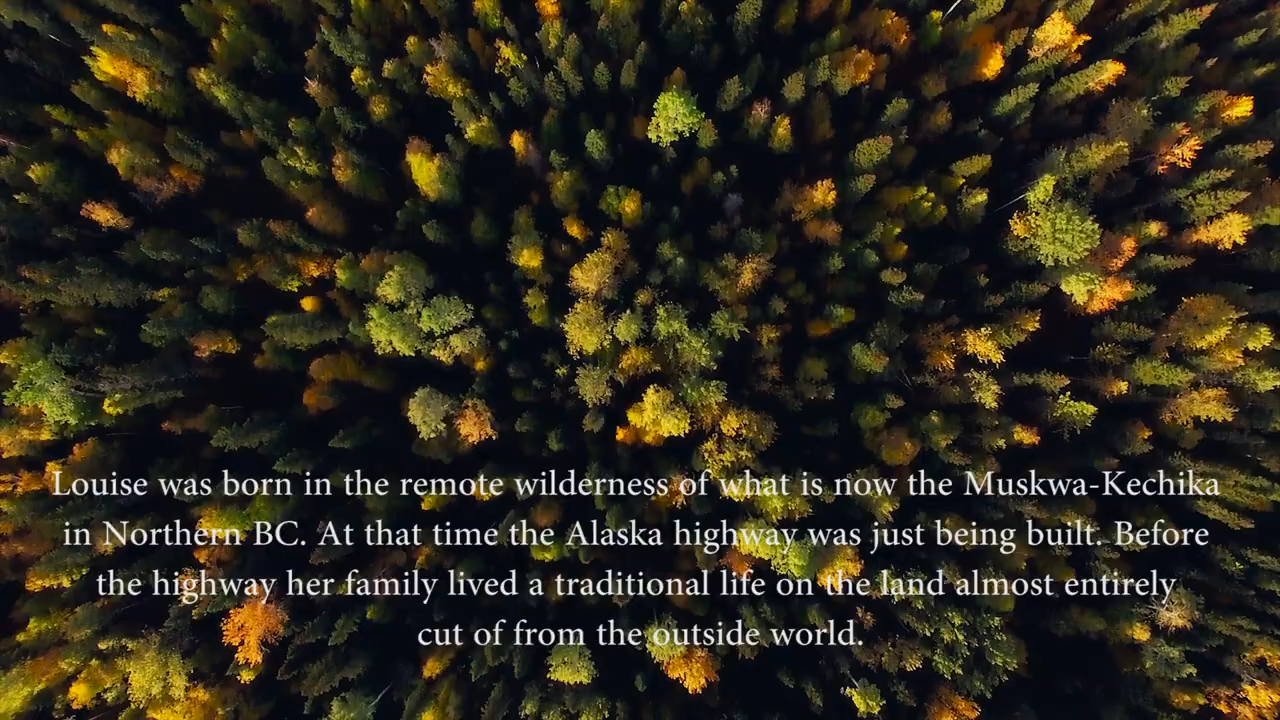 Louise was born in the remote wilderness of what is now the Muskwa-Kechika
in Northern BC. At that time the Alaska highway was just being built. Before
the highway her family lived a traditional life on the land almost entirely
cut of from the outside world.